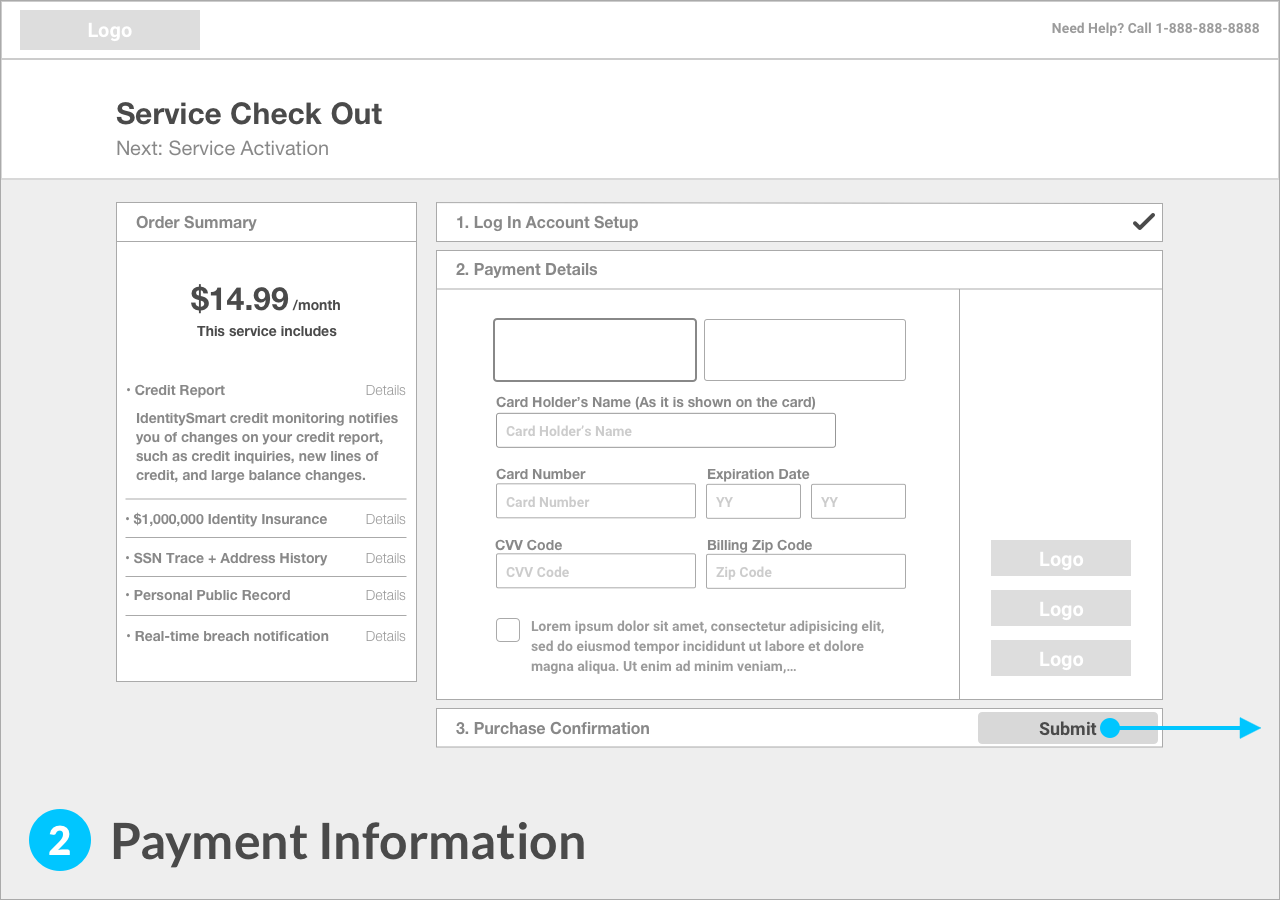 Logo
Need Help? Call 1-888-888-8888
Service Check Out
Next: Service Activation
Order Summary
$14.99 /month
This service includes
• Credit Report Details
IdentitySmart credit monitoring notifies
you of changes on your credit report,
such as credit inquiries, new lines of
credit, and large balance changes.
• $1,000,000 Identity Insurance Details
• SSN Trace + Address History Details
• Personal Public Record Details
• Real-time breach notification Details
1. Log In Account Setup
2. Payment Details
Card Holder's Name (As it is shown on the card)
Card Holder's Name
Card Number Expiration Date
Card Number YY YY
CVV Code Billing Zip Code
CVV Code Zip Code
Lorem ipsum dolor sit amet, consectetur adipisicing elit,
sed do eiusmod tempor incididunt ut labore et dolore
magna aliqua. Ut enim ad minim veniam,...
Logo
Logo
Logo
3. Purchase Confirmation
Submit
2 Payment Information